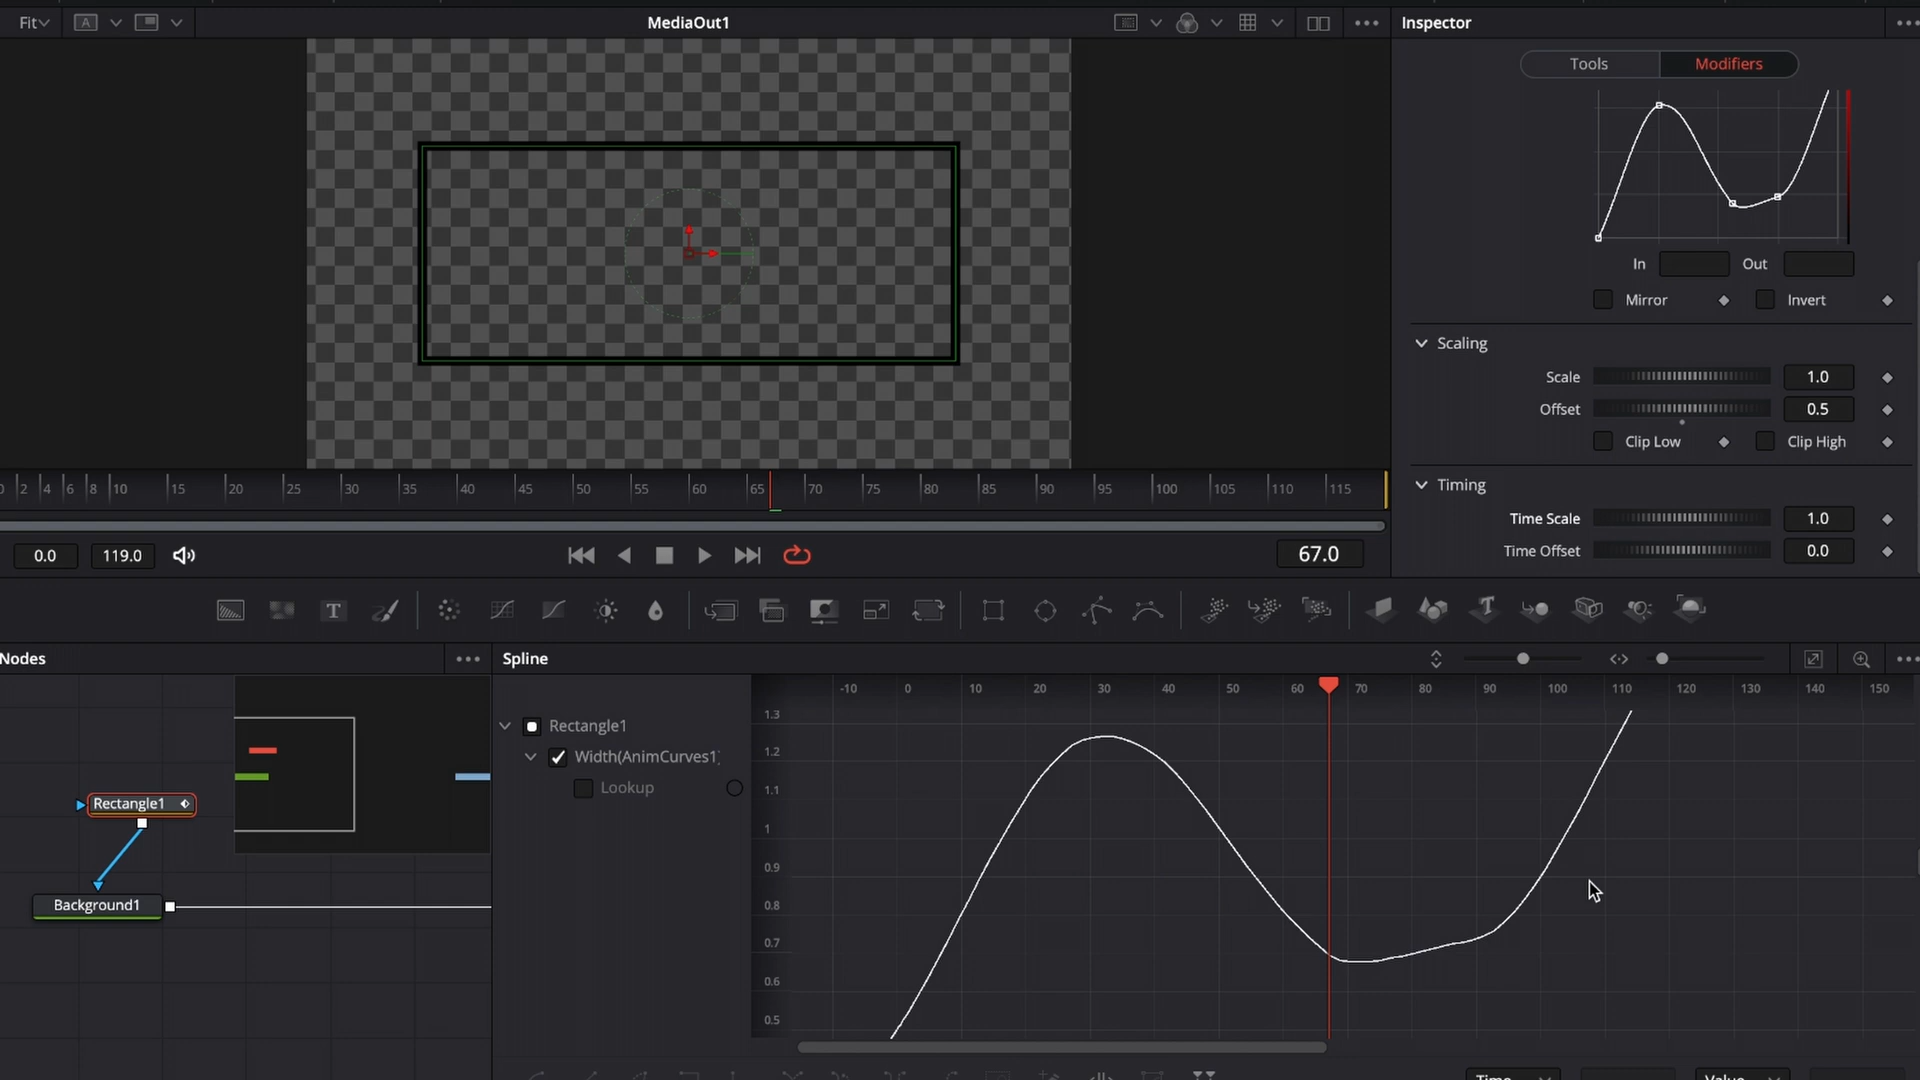 Fit
A
MediaOut1
Inspector
Tools
Modifiers
In
Out
Mirror
Invert
Scaling
Scale
1.0
Offset
0.5
Clip Low
Clip High
Timing
Time Scale
1.0
Time Offset
0.0
0 2 4 6 8 10 15 20 25 30 35 40 45 50 55 60 65 70 75 80 85 90 95 100 105 110 115
0.0
119.0
67.0
T
T
Nodes
Spline
-10 0 10 20 30 40 50 60 70 80 90 100 110 120 130 140 150
Rectangle1
Width(AnimCurves1)
Lookup
1.3
1.2
1.1
1
0.9
0.8
0.7
0.6
0.5
Rectangle1
Background1
Time
Value